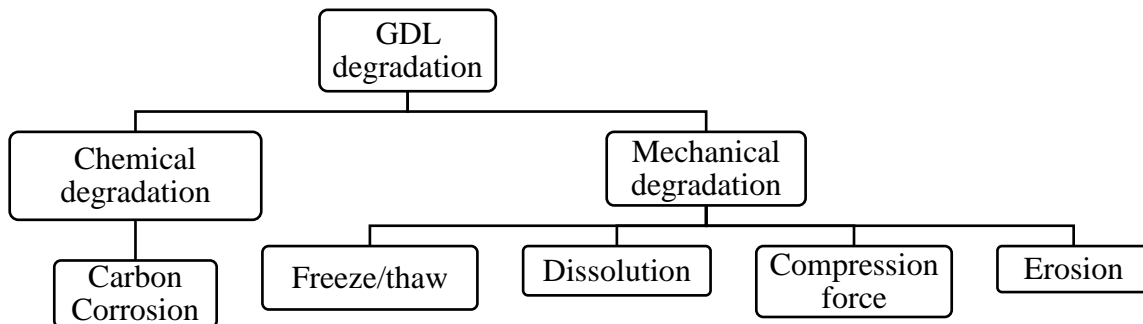 GDL
degradation
Chemical
degradation
Mechanical
degradation
Carbon
Corrosion
Freeze/thaw
Dissolution
Compression
force
Erosion